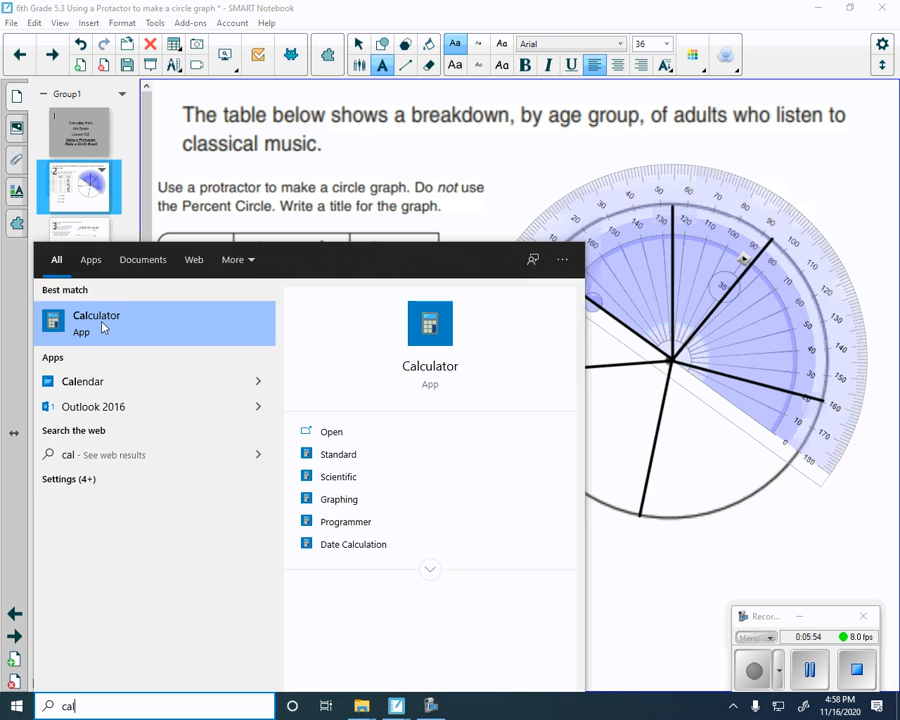 6th Grade 5.3 Using a Protactor to make a circle graph * - SMART Notebook
File Edit View Insert Format Tools Add-ons Account Help
Arial 36
Group1
The table below shows a breakdown, by age group, of adults who listen to
classical music.
Use a protractor to make a circle graph. Do not use
the Percent Circle. Write a title for the graph.
All Apps Documents Web More
Best match
Calculator
App
Apps
Calendar
Outlook 2016
Search the web
cal - See web results
Settings (4+)
Calculator
App
Open
Standard
Scientific
Graphing
Programmer
Date Calculation
Recor...
Menu 0:05:54 8.0 fps
cal
4:58 PM
11/16/2020